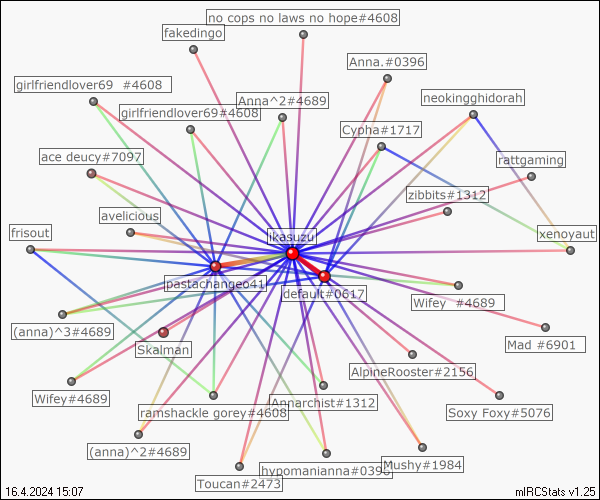 no cops no laws no hope#4608
fakedingo
Anna.#0396
girlfriendlover69  #4608
neokingghidorah
Anna^2#4689
girlfriendlover69#4608
Cypha#1717
ace deucy#7097
rattgaming
zibbits#1312
avelicious
frisout
ikasuzu
xenoyaut
pastachangeo41
default#0617
Wifey  #4689
(anna)^3#4689
Mad #6901
Skalman
AlpineRooster#2156
Wifey#4689
Annarchist#1312
ramshackle gorey#4608
Soxy Foxy#5076
(anna)^2#4689
Mushy#1984
hypomanianna#0396
Toucan#2473
16.4.2024 15:07
mIRCStats v1.25